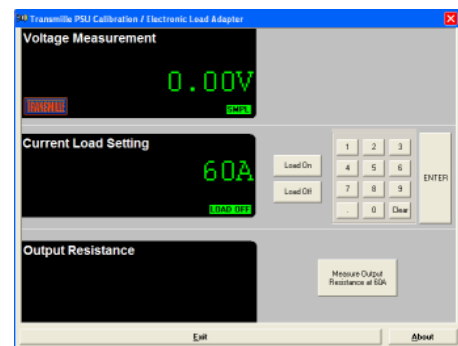 Transmille PSU Calibration / Electronic Load Adapter
Voltage Measurement
0.00V
TRANSMILLE
SMPL
Current Load Setting
60A
LOAD OFF
Load On
Load Off
1 2 3
4 5 6
7 8 9
. 0 Clear
ENTER
Output Resistance
Measure Output
Resistance at 60A
Exit
About